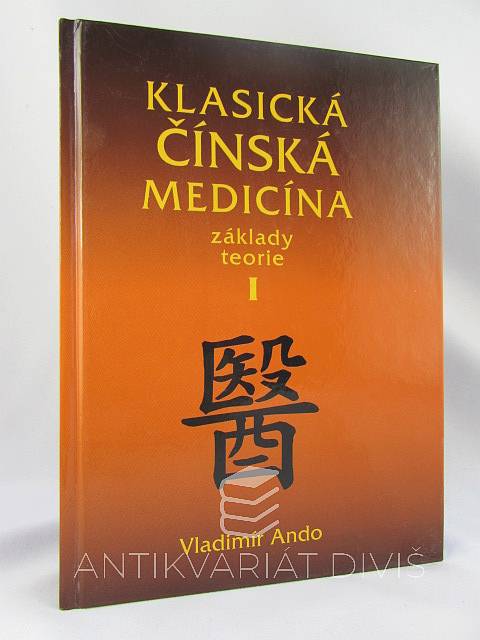 KLASICKÁ
ČÍNSKÁ
MEDICÍNA
základy
teorie
I
醫
Vladimír Ando
ANTIKVARIÁT DIVIŠ